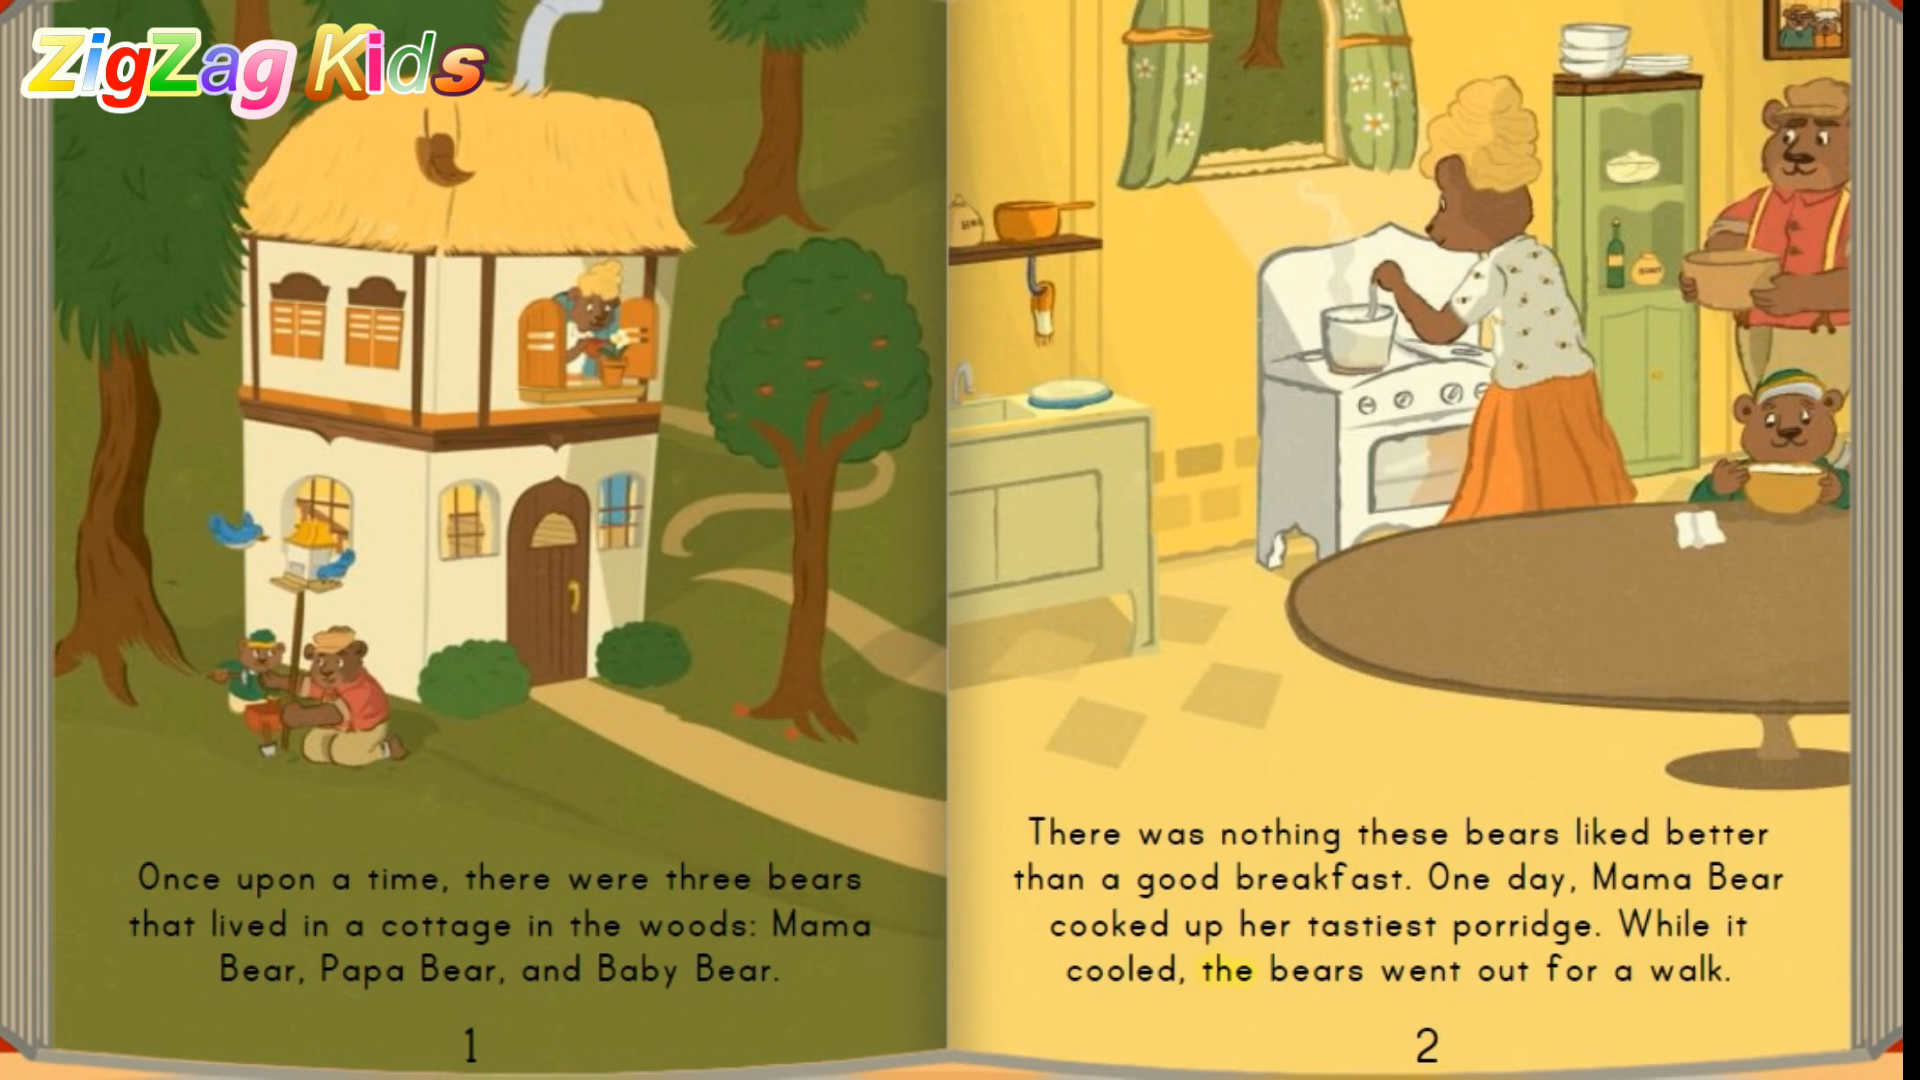 ZigZag Kids
Once upon a time, there were three bears
that lived in a cottage in the woods: Mama
Bear, Papa Bear, and Baby Bear.
1
There was nothing these bears liked better
than a good breakfast. One day, Mama Bear
cooked up her tastiest porridge. While it
cooled, the bears went out for a walk.
2